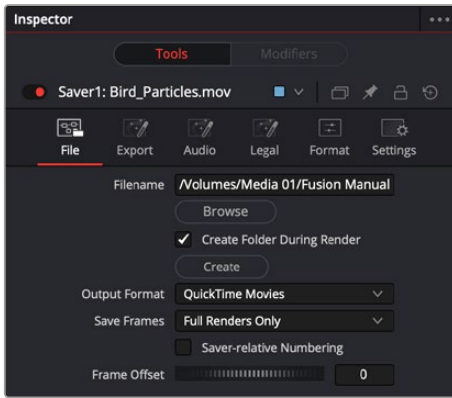 Inspector
Tools Modifiers
Saver1: Bird_Particles.mov
File Export Audio Legal Format Settings
Filename /Volumes/Media 01/Fusion Manual
Browse
Create Folder During Render
Create
Output Format QuickTime Movies
Save Frames Full Renders Only
Saver-relative Numbering
Frame Offset 0